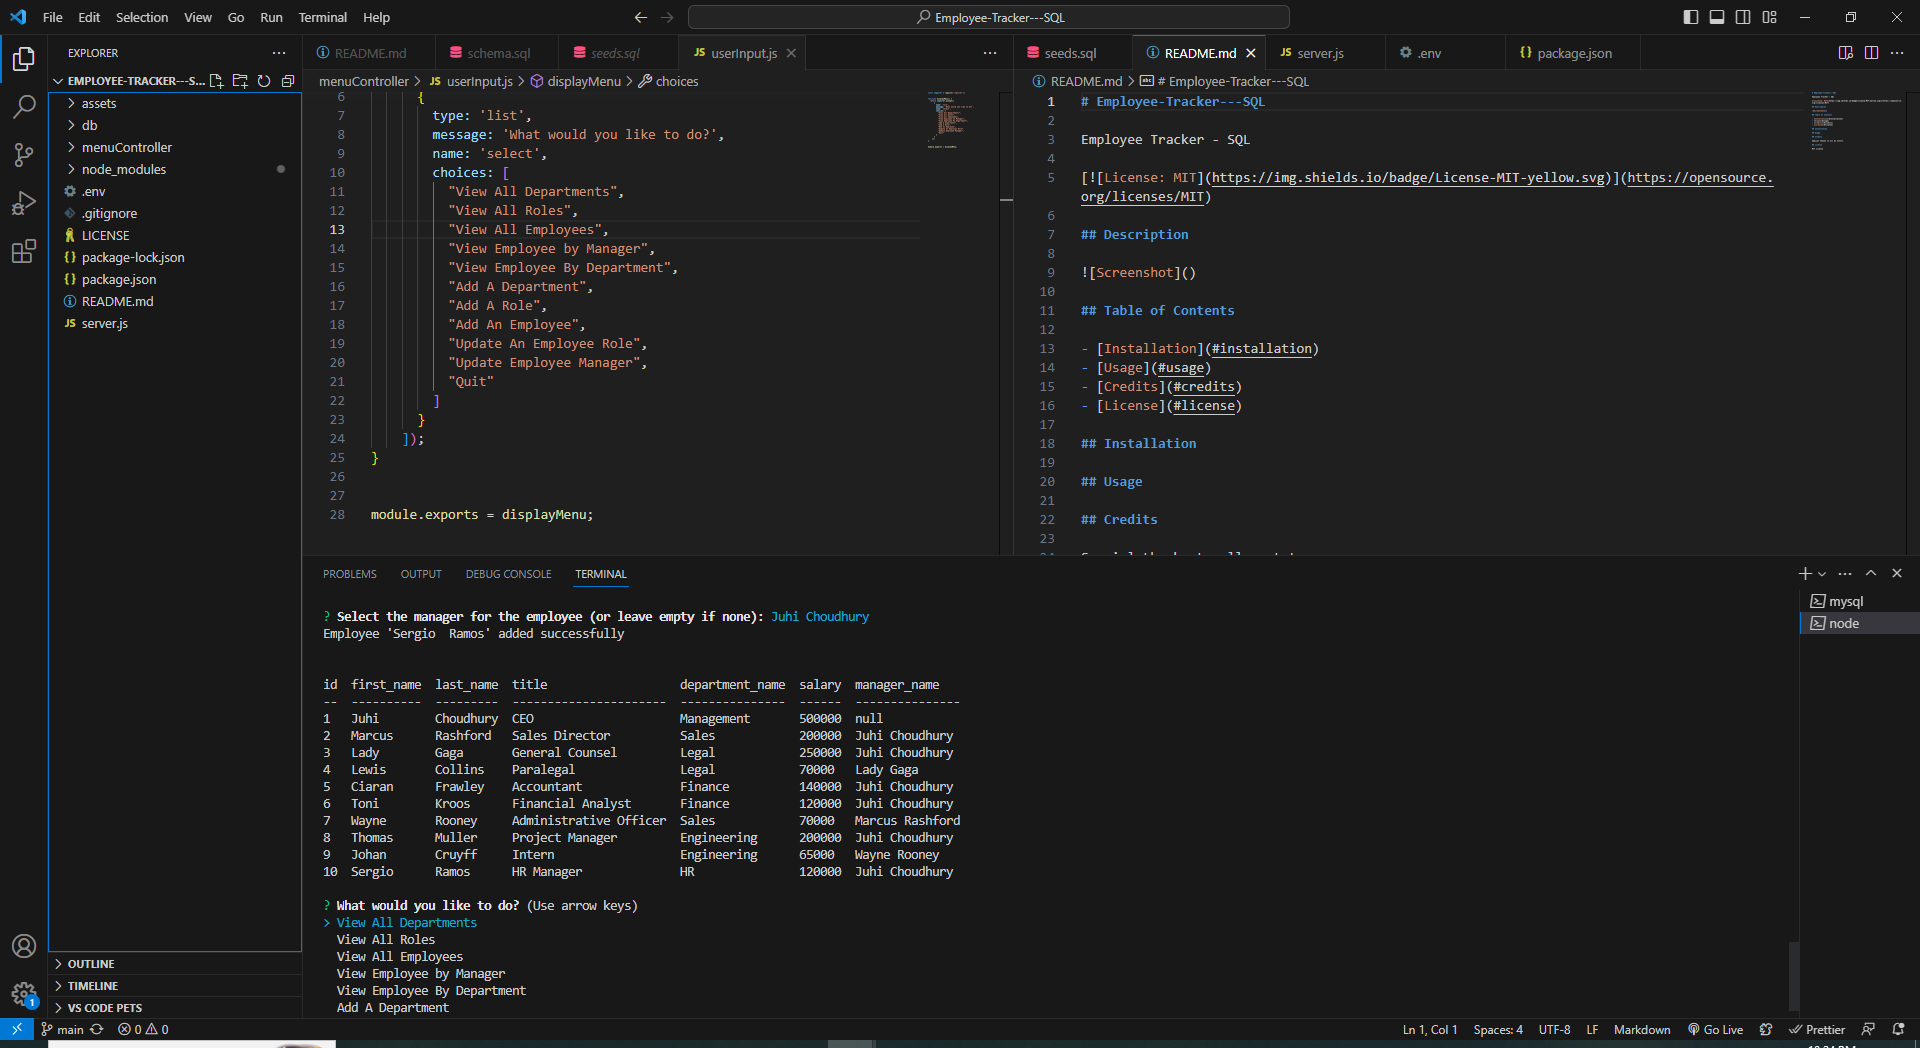 File Edit Selection View Go Run Terminal Help
Employee-Tracker---SQL
EXPLORER
EMPLOYEE-TRACKER---S...
assets
db
menuController
node_modules
.env
.gitignore
LICENSE
package-lock.json
package.json
README.md
server.js
OUTLINE
TIMELINE
VS CODE PETS
README.md schema.sql seeds.sql userInput.js
menuController > userInput.js > displayMenu > choices
6 {
7 type: 'list',
8 message: 'What would you like to do?',
9 name: 'select',
10 choices: [
11 "View All Departments",
12 "View All Roles",
13 "View All Employees",
14 "View Employee by Manager",
15 "View Employee By Department",
16 "Add A Department",
17 "Add A Role",
18 "Add An Employee",
19 "Update An Employee Role",
20 "Update Employee Manager",
21 "Quit"
22 ]
23 }
24 ]);
25 }
26
27
28 module.exports = displayMenu;
seeds.sql README.md server.js .env package.json
README.md > # Employee-Tracker---SQL
1 # Employee-Tracker---SQL
2
3 Employee Tracker - SQL
4
5 [![License: MIT](https://img.shields.io/badge/License-MIT-yellow.svg)](https://opensource.
org/licenses/MIT)
6
7 ## Description
8
9 ![Screenshot]()
10
11 ## Table of Contents
12
13 - [Installation](#installation)
14 - [Usage](#usage)
15 - [Credits](#credits)
16 - [License](#license)
17
18 ## Installation
19
20 ## Usage
21
22 ## Credits
23
PROBLEMS OUTPUT DEBUG CONSOLE TERMINAL
mysql
node
? Select the manager for the employee (or leave empty if none): Juhi Choudhury
Employee 'Sergio  Ramos' added successfully
id first_name last_name title department_name salary manager_name
-- ---------- --------- ---------------------- --------------- ------ ---------------
1 Juhi Choudhury CEO Management 500000 null
2 Marcus Rashford Sales Director Sales 200000 Juhi Choudhury
3 Lady Gaga General Counsel Legal 250000 Juhi Choudhury
4 Lewis Collins Paralegal Legal 70000 Lady Gaga
5 Ciaran Frawley Accountant Finance 140000 Juhi Choudhury
6 Toni Kroos Financial Analyst Finance 120000 Juhi Choudhury
7 Wayne Rooney Administrative Officer Sales 70000 Marcus Rashford
8 Thomas Muller Project Manager Engineering 200000 Juhi Choudhury
9 Johan Cruyff Intern Engineering 65000 Wayne Rooney
10 Sergio Ramos HR Manager HR 120000 Juhi Choudhury
? What would you like to do? (Use arrow keys)
> View All Departments
View All Roles
View All Employees
View Employee by Manager
View Employee By Department
Add A Department
1
main 0 0 Ln 1, Col 1 Spaces: 4 UTF-8 LF Markdown Go Live Prettier